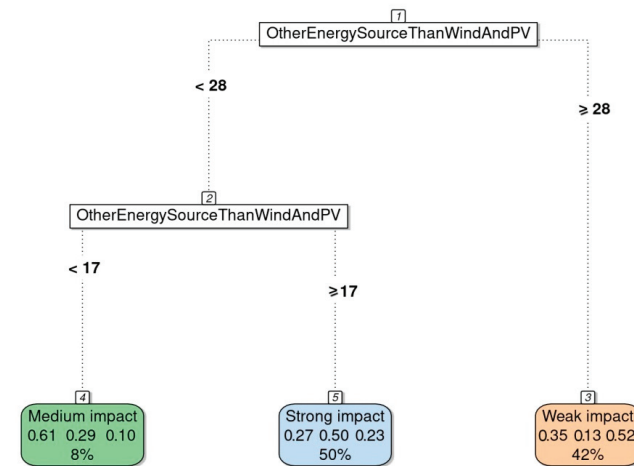 1
OtherEnergySourceThanWindAndPV
< 28
⩾ 28
2
OtherEnergySourceThanWindAndPV
< 17
⩾17
4
Medium impact
0.61 0.29 0.10
8%
5
Strong impact
0.27 0.50 0.23
50%
3
Weak impact
0.35 0.13 0.52
42%